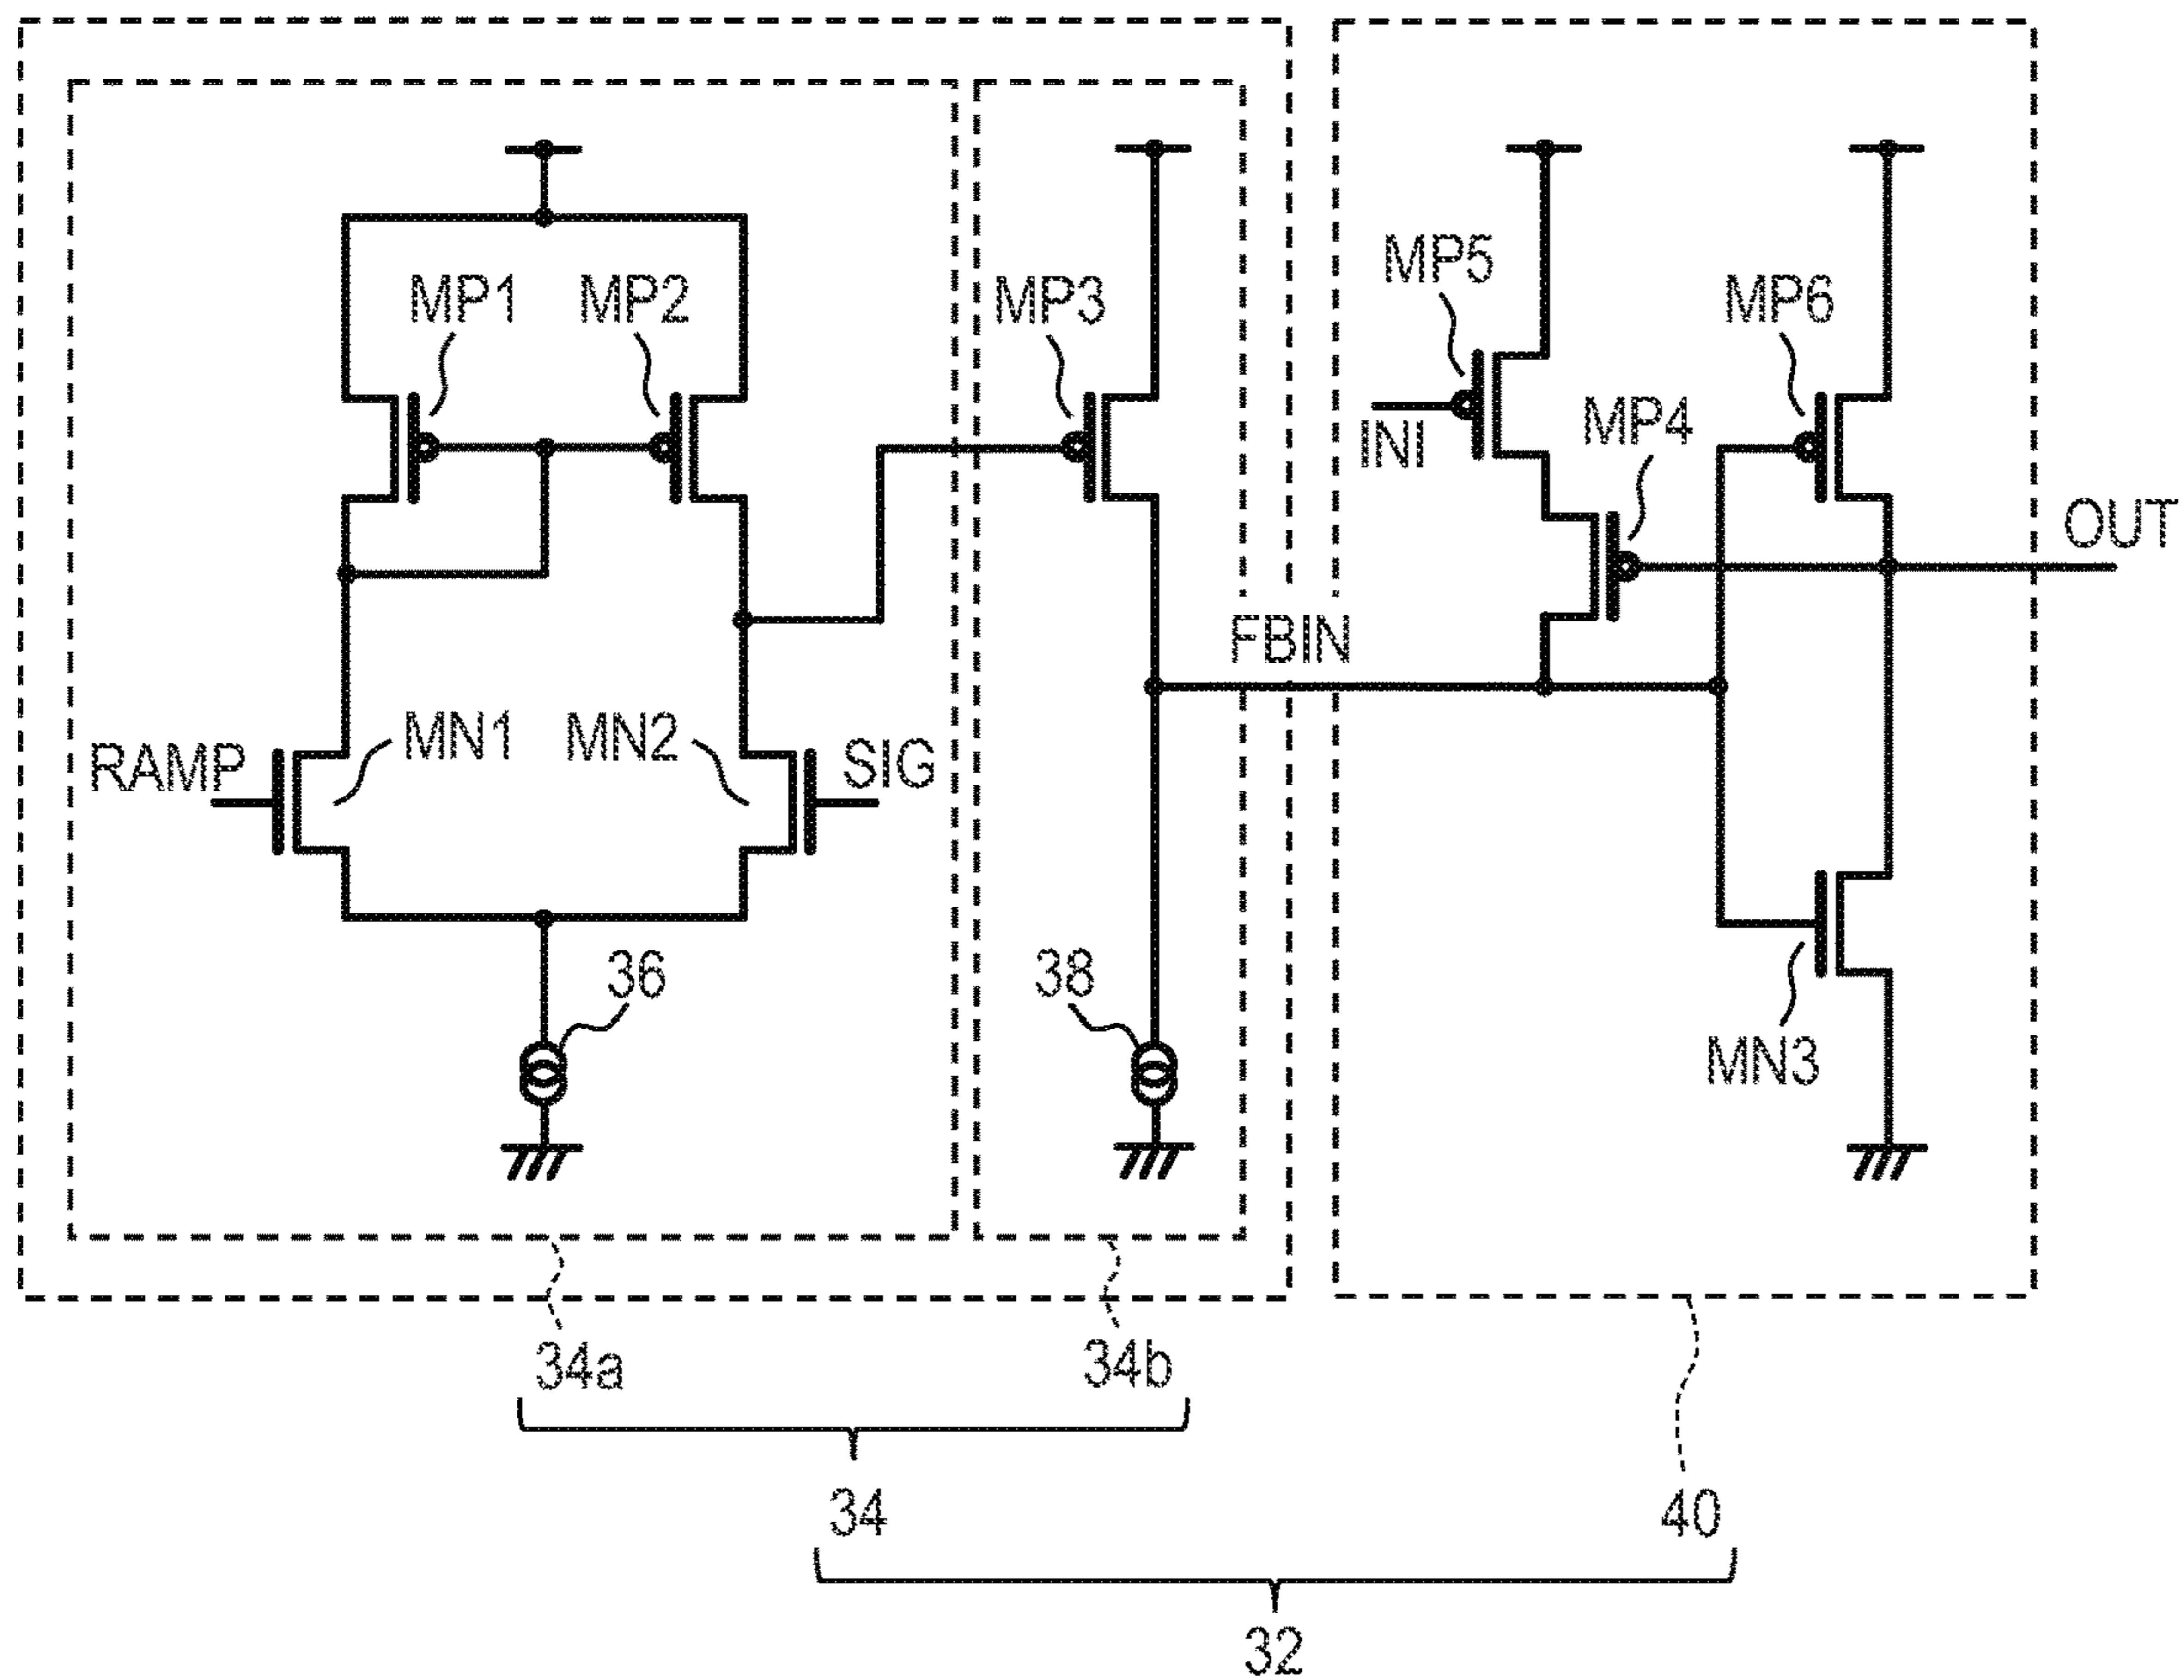 MP1
MP2
MP3
MP5
MP6
INI
MP4
OUT
FBIN
RAMP
MN1
MN2
SIG
36
38
MN3
34a
34b
34
40
32